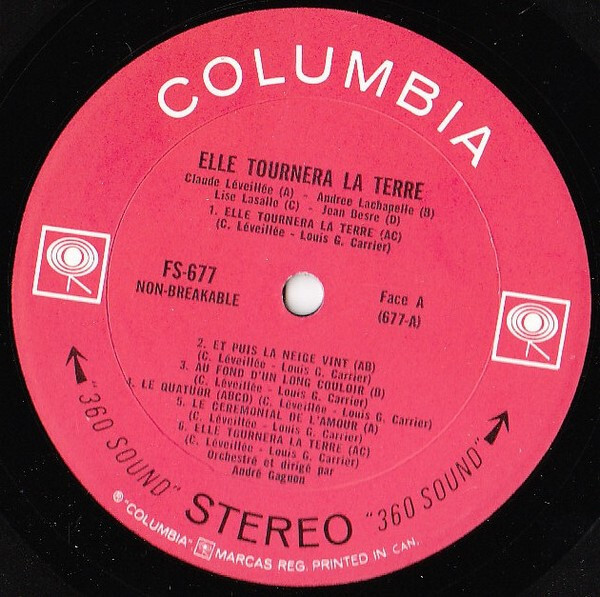 COLUMBIA
ELLE TOURNERA LA TERRE
Claude Léveillée (A) - Andree Lachapelle (B)
Lise Lasalle (C) - Jean Besre (D)
1. ELLE TOURNERA LA TERRE (AC)
(C. Léveillée - Louis G. Carrier)
FS-677
NON-BREAKABLE
Face A
(677-A)
2. ET PUIS LA NEIGE VINT (AB)
(C. Léveillée - Louis G. Carrier)
3. AU FOND D'UN LONG COULOIR (B)
(C. Léveillée - Louis G. Carrier)
4. LE QUATUOR (ABCD) (C. Léveillée - Louis G. Carrier)
5. LE CEREMONIAL DE L'AMOUR (A)
(C. Léveillée - Louis G. Carrier)
6. ELLE TOURNERA LA TERRE (AC)
(C. Léveillée - Louis G. Carrier)
Orchestré et dirigé par
André Gagnon
"360 SOUND" STEREO "360 SOUND"
® "COLUMBIA" MARCAS REG. PRINTED IN CAN.